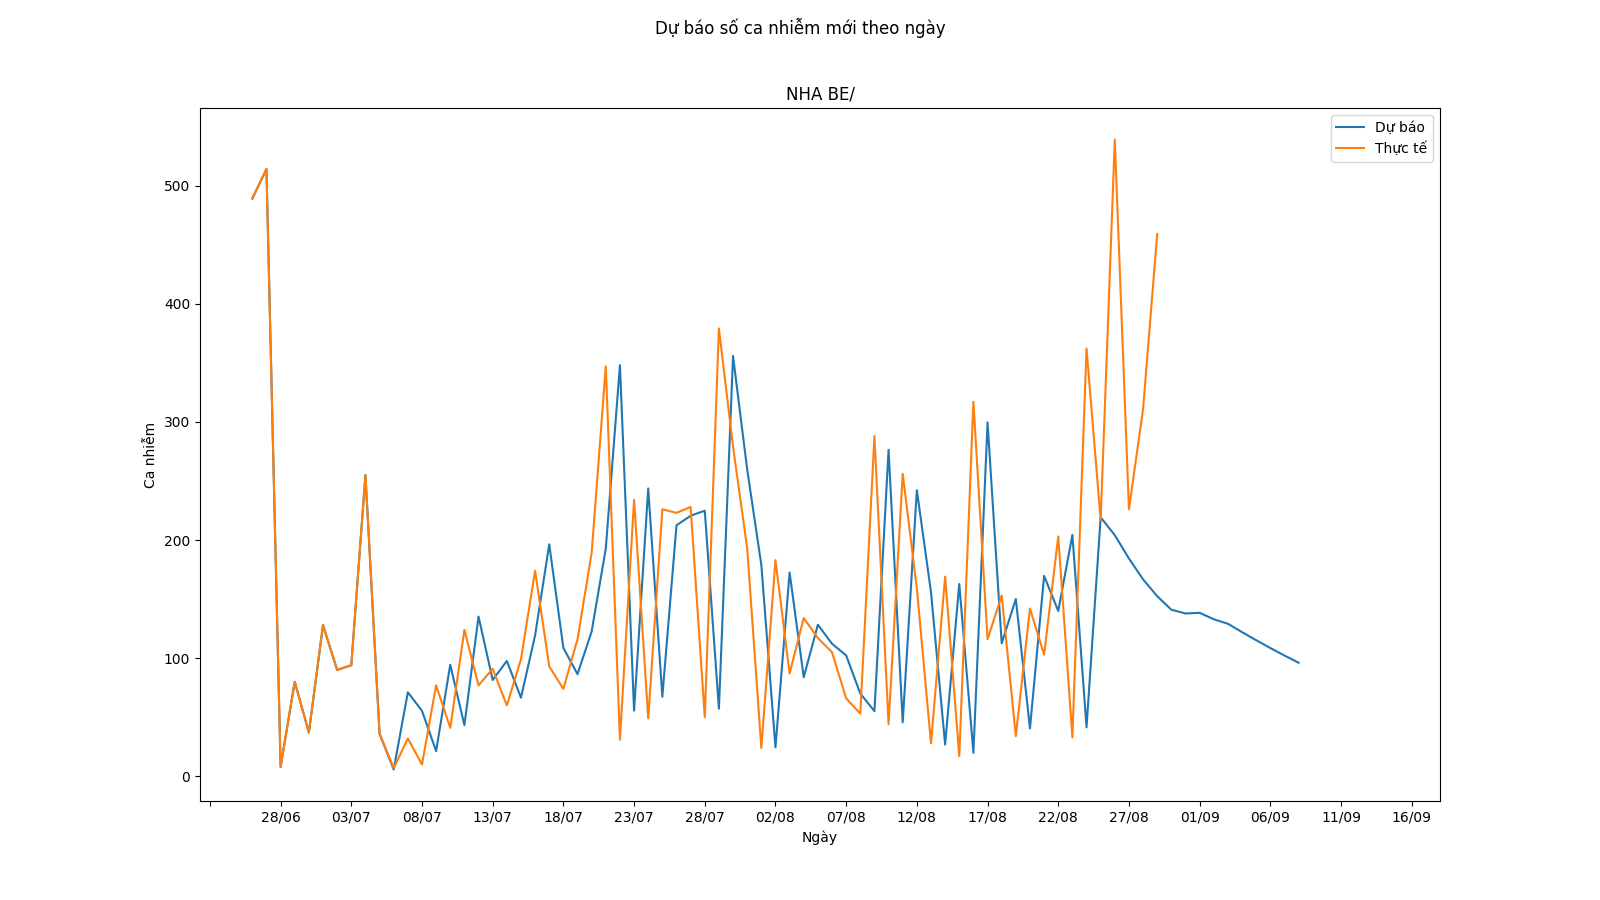 Dự báo số ca nhiễm mới theo ngày
NHA BE/
Dự báo
Thực tế
500
400
300
200
100
0
Ca nhiễm
28/06 03/07 08/07 13/07 18/07 23/07 28/07 02/08 07/08 12/08 17/08 22/08 27/08 01/09 06/09 11/09 16/09
Ngày